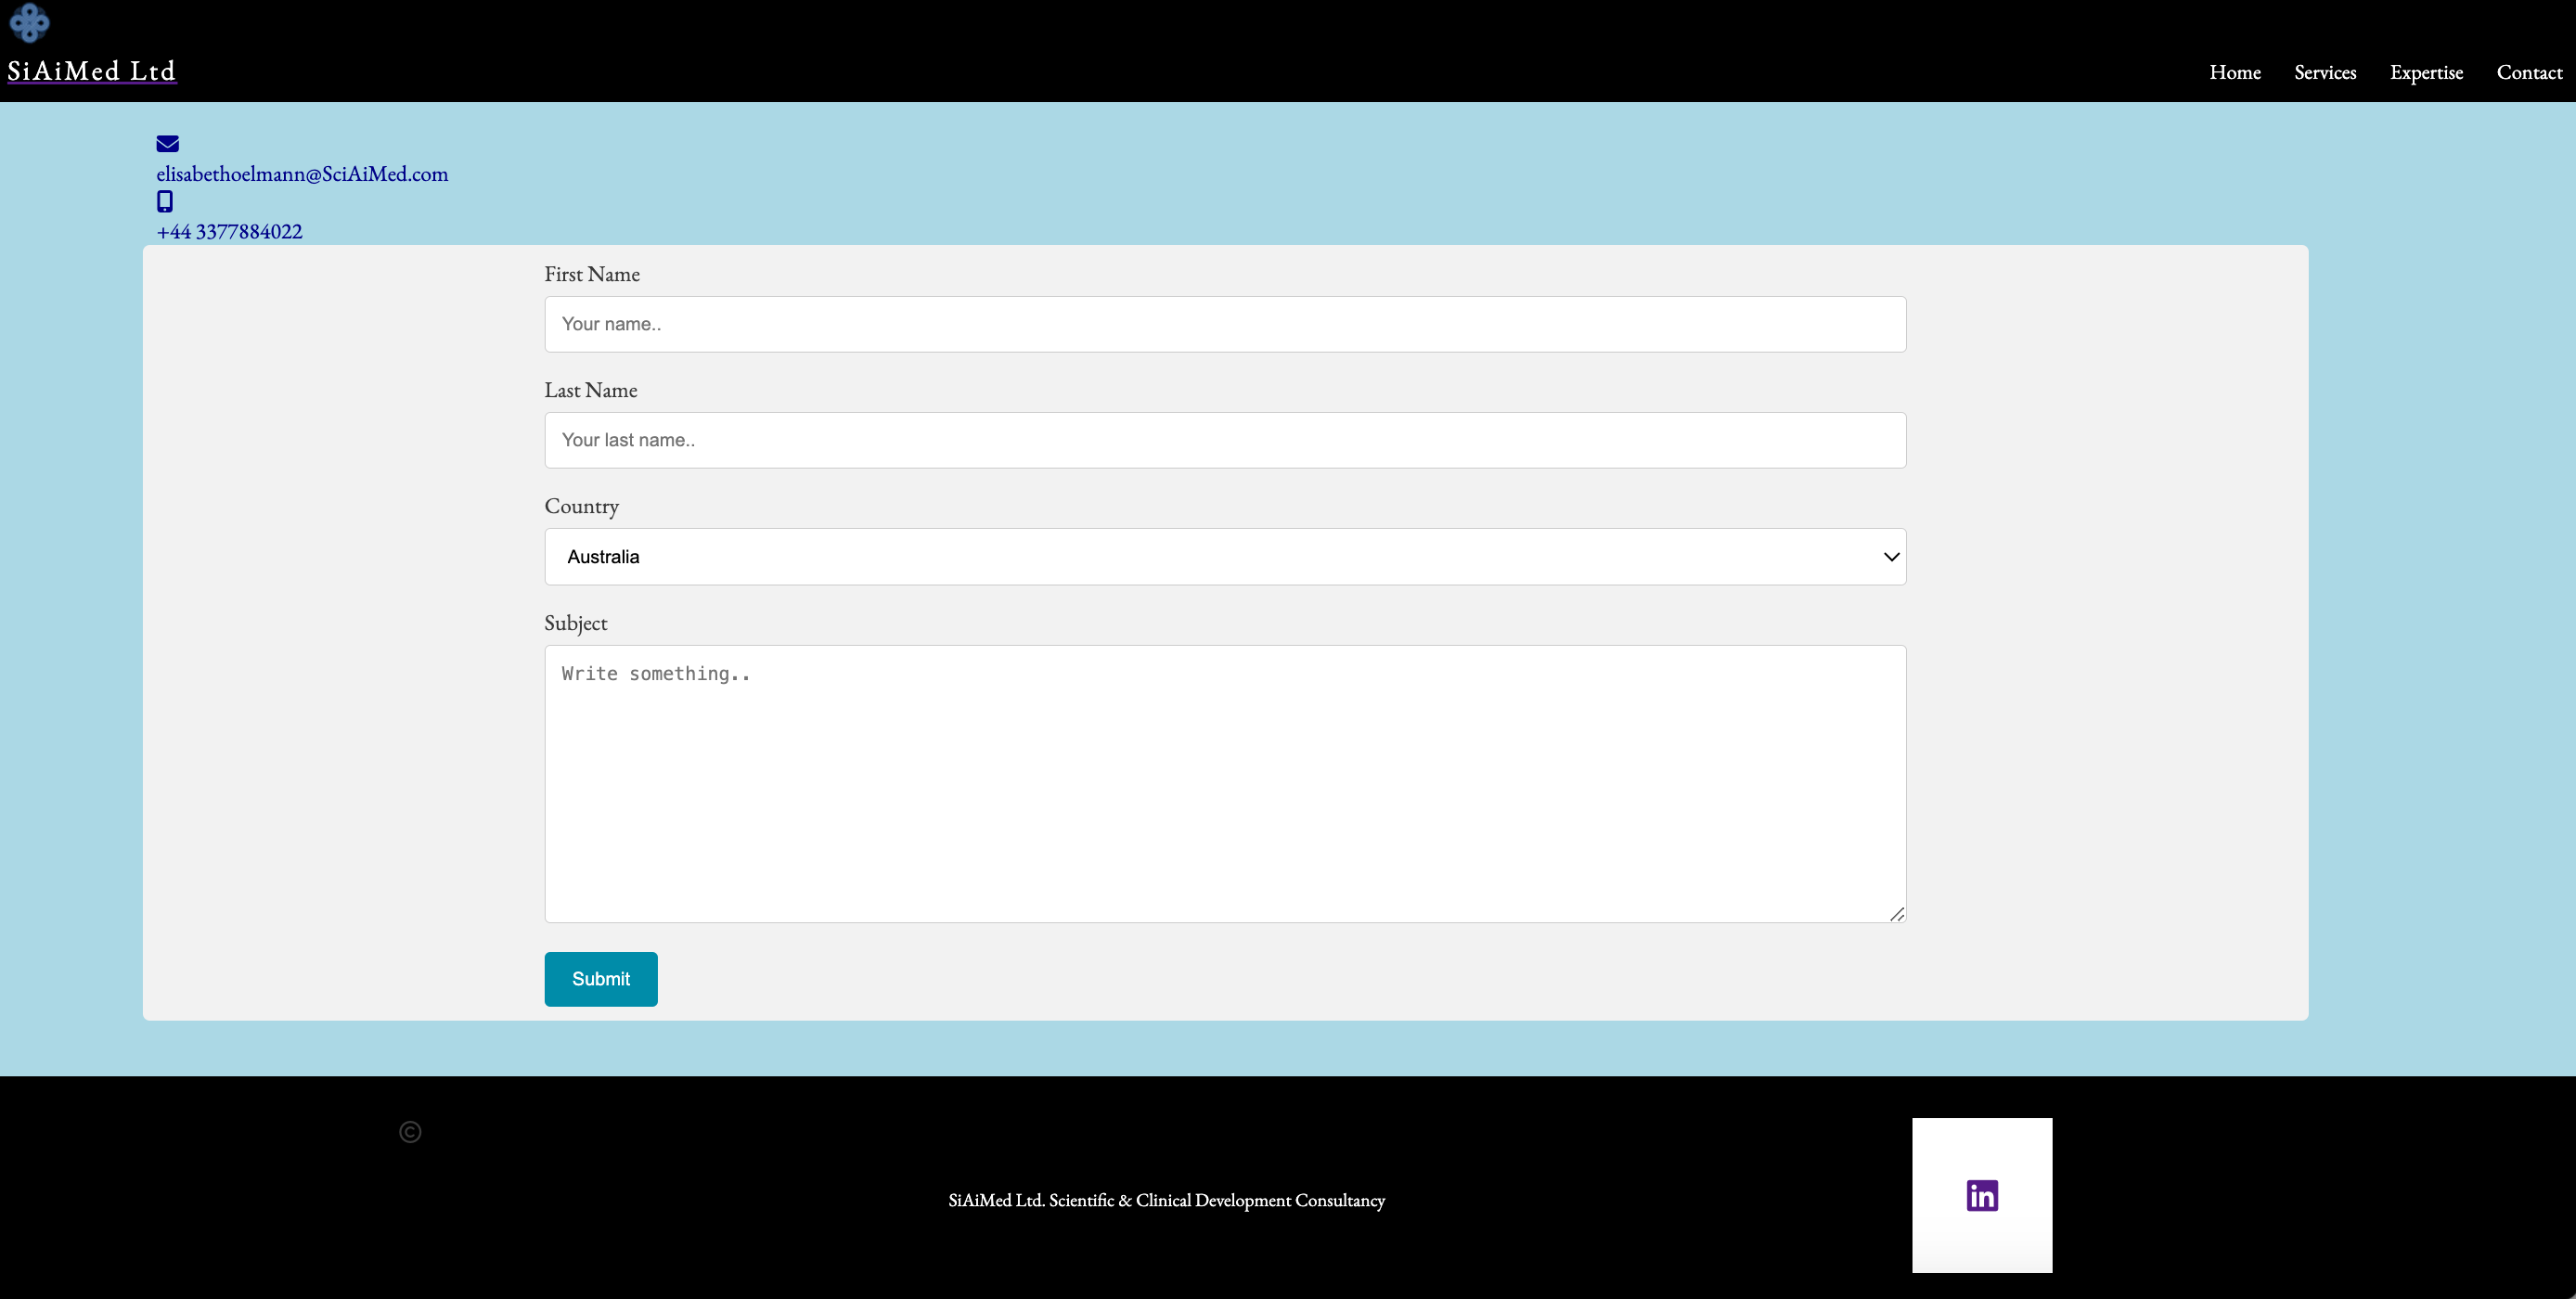 SiAiMed Ltd
Home Services Expertise Contact
elisabethoelmann@SciAiMed.com
+44 3377884022
First Name
Your name..
Last Name
Your last name..
Country
Australia
Subject
Write something..
Submit
©
SiAiMed Ltd. Scientific & Clinical Development Consultancy
in